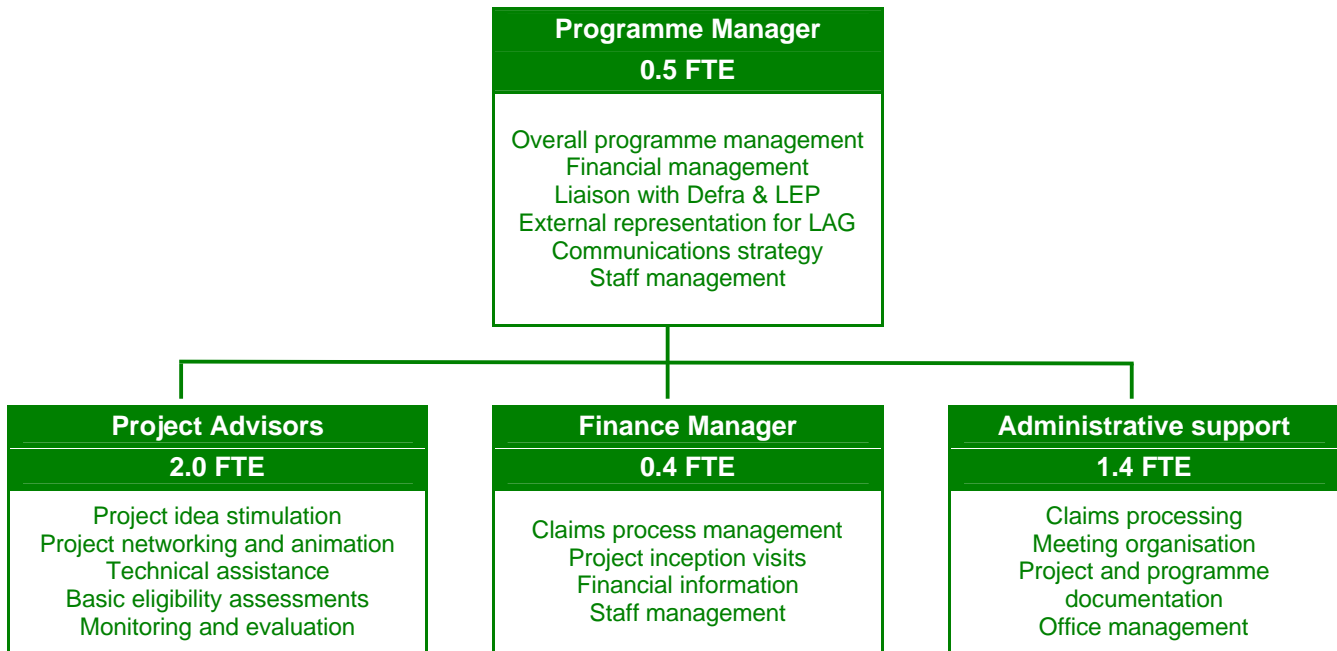 Programme Manager
0.5 FTE
Overall programme management
Financial management
Liaison with Defra & LEP
External representation for LAG
Communications strategy
Staff management
Project Advisors
2.0 FTE
Project idea stimulation
Project networking and animation
Technical assistance
Basic eligibility assessments
Monitoring and evaluation
Finance Manager
0.4 FTE
Claims process management
Project inception visits
Financial information
Staff management
Administrative support
1.4 FTE
Claims processing
Meeting organisation
Project and programme
documentation
Office management